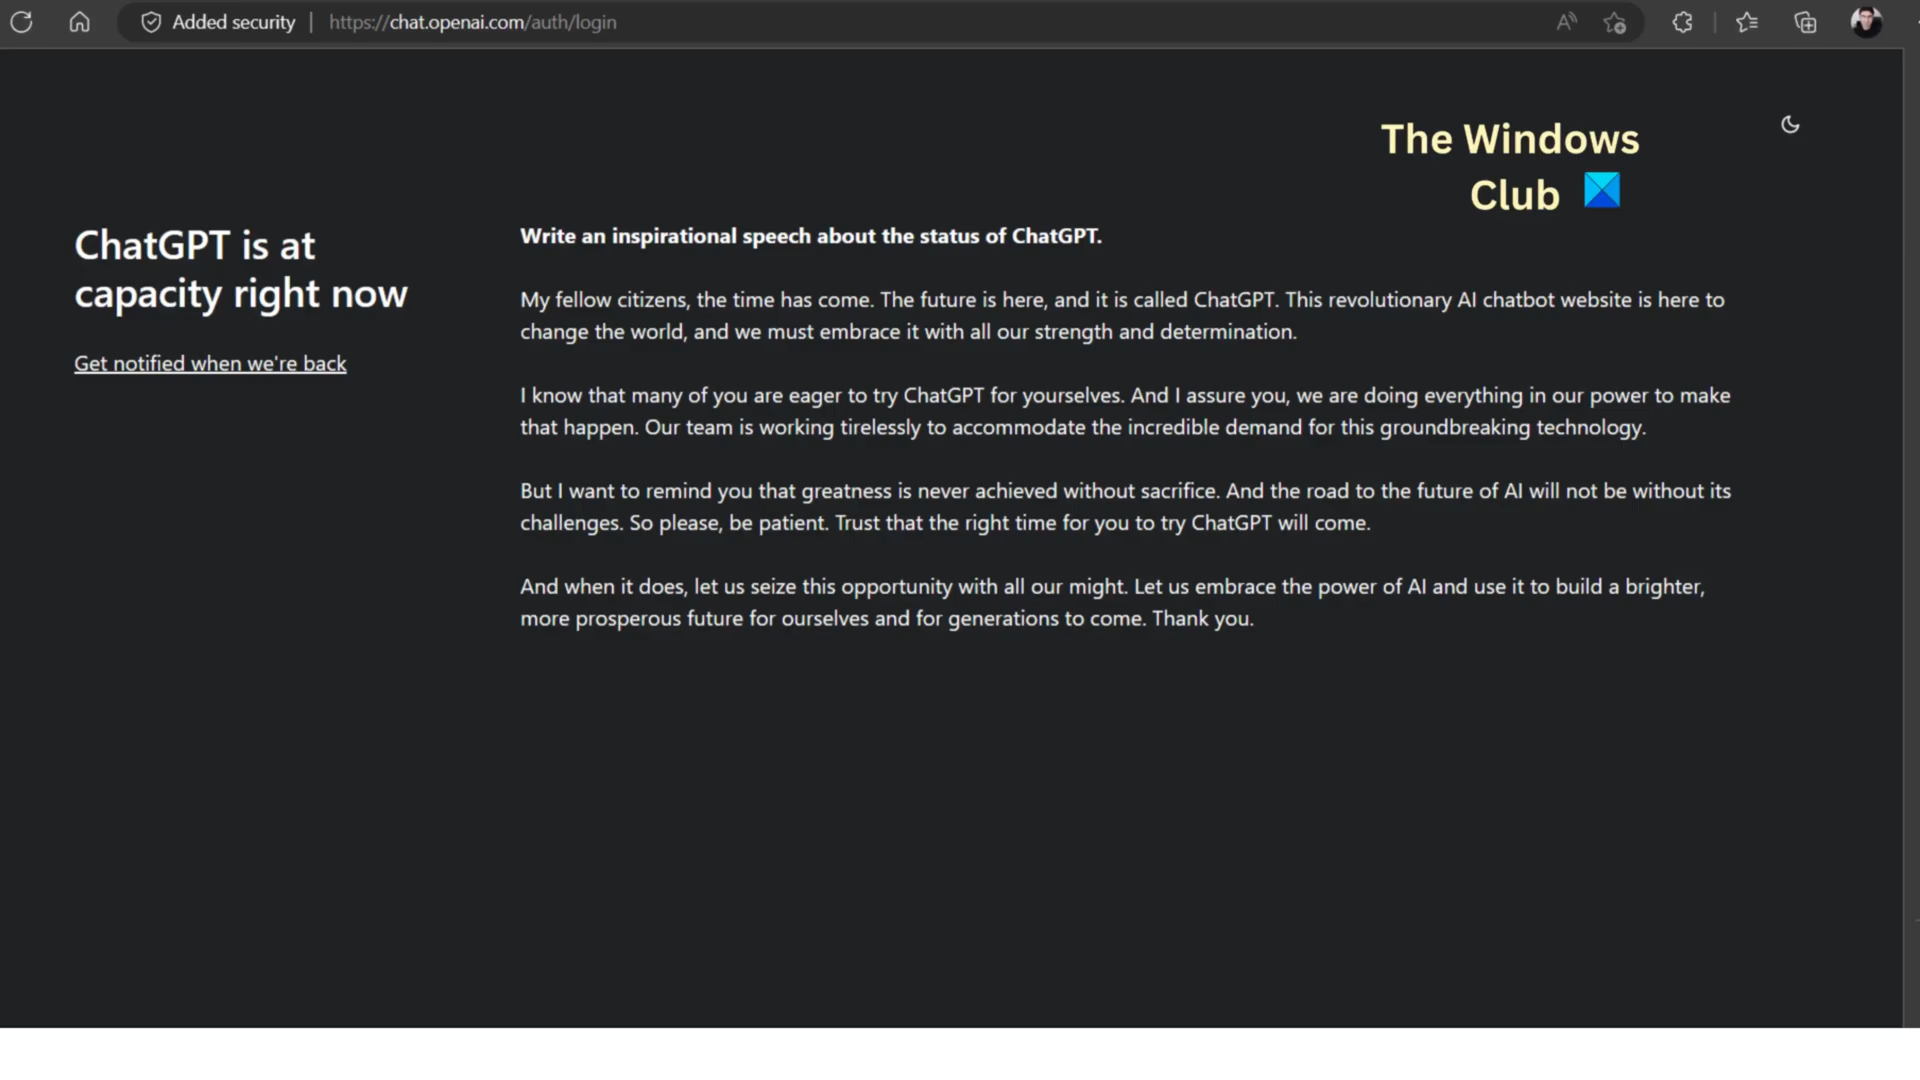 Added security | https://chat.openai.com/auth/login
The Windows
Club
ChatGPT is at
capacity right now
Get notified when we're back
Write an inspirational speech about the status of ChatGPT.
My fellow citizens, the time has come. The future is here, and it is called ChatGPT. This revolutionary AI chatbot website is here to
change the world, and we must embrace it with all our strength and determination.
I know that many of you are eager to try ChatGPT for yourselves. And I assure you, we are doing everything in our power to make
that happen. Our team is working tirelessly to accommodate the incredible demand for this groundbreaking technology.
But I want to remind you that greatness is never achieved without sacrifice. And the road to the future of AI will not be without its
challenges. So please, be patient. Trust that the right time for you to try ChatGPT will come.
And when it does, let us seize this opportunity with all our might. Let us embrace the power of AI and use it to build a brighter,
more prosperous future for ourselves and for generations to come. Thank you.